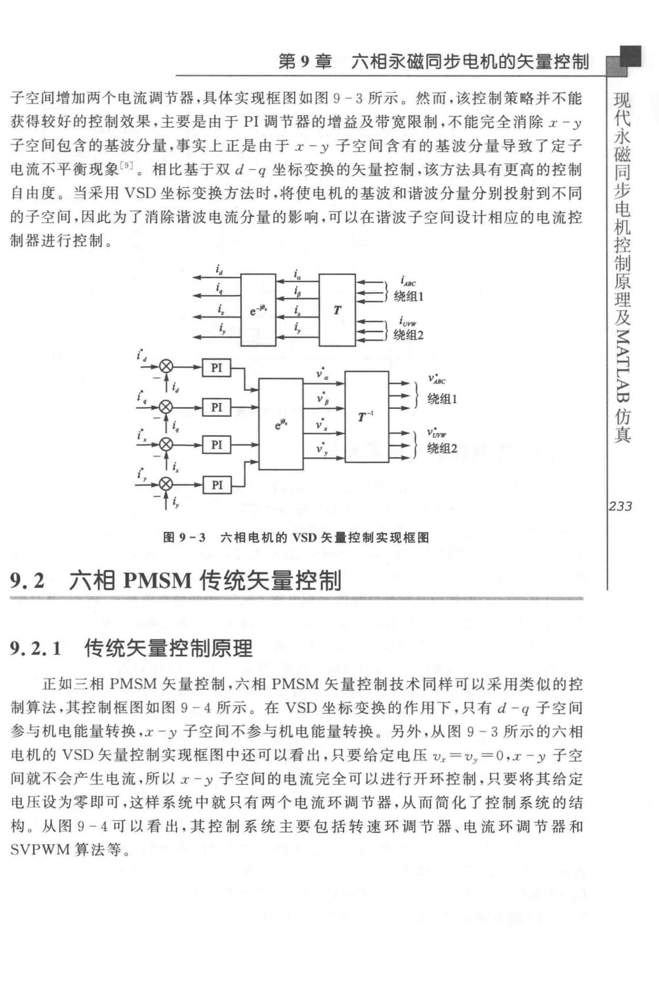 第 9 章 六相永磁同步电机的矢量控制
子空间增加两个电流调节器,具体实现框图如图 9-3 所示。然而,该控制策略并不能
获得较好的控制效果,主要是由于 PI 调节器的增益及带宽限制,不能完全消除 x-y
子空间包含的基波分量,事实上正是由于 x-y 子空间含有的基波分量导致了定子
电流不平衡现象[9]。相比基于双 d-q 坐标变换的矢量控制,该方法具有更高的控制
自由度。当采用 VSD 坐标变换方法时,将使电机的基波和谐波分量分别投射到不同
的子空间,因此为了消除谐波电流分量的影响,可以在谐波子空间设计相应的电流控
制器进行控制。
i_d
i_q
i_x
i_y
e^{-jθ_e}
i_α
i_β
i_x
i_y
T
i_ABC
绕组1
i_UVW
绕组2
i*_d
PI
i_d
i*_q
PI
i_q
i*_x
PI
i_x
i*_y
PI
i_y
e^{jθ_e}
v*_α
v*_β
v*_x
v*_y
T^{-1}
v*_ABC
绕组1
v*_UVW
绕组2
图 9-3 六相电机的 VSD 矢量控制实现框图
9.2 六相 PMSM 传统矢量控制
9.2.1 传统矢量控制原理
正如三相 PMSM 矢量控制,六相 PMSM 矢量控制技术同样可以采用类似的控
制算法,其控制框图如图 9-4 所示。在 VSD 坐标变换的作用下,只有 d-q 子空间
参与机电能量转换,x-y 子空间不参与机电能量转换。另外,从图 9-3 所示的六相
电机的 VSD 矢量控制实现框图中还可以看出,只要给定电压 v_x=v_y=0,x-y 子空
间就不会产生电流,所以 x-y 子空间的电流完全可以进行开环控制,只要将其给定
电压设为零即可,这样系统中就只有两个电流环调节器,从而简化了控制系统的结
构。从图 9-4 可以看出,其控制系统主要包括转速环调节器、电流环调节器和
SVPWM 算法等。
现代永磁同步电机控制原理及MATLAB仿真
233